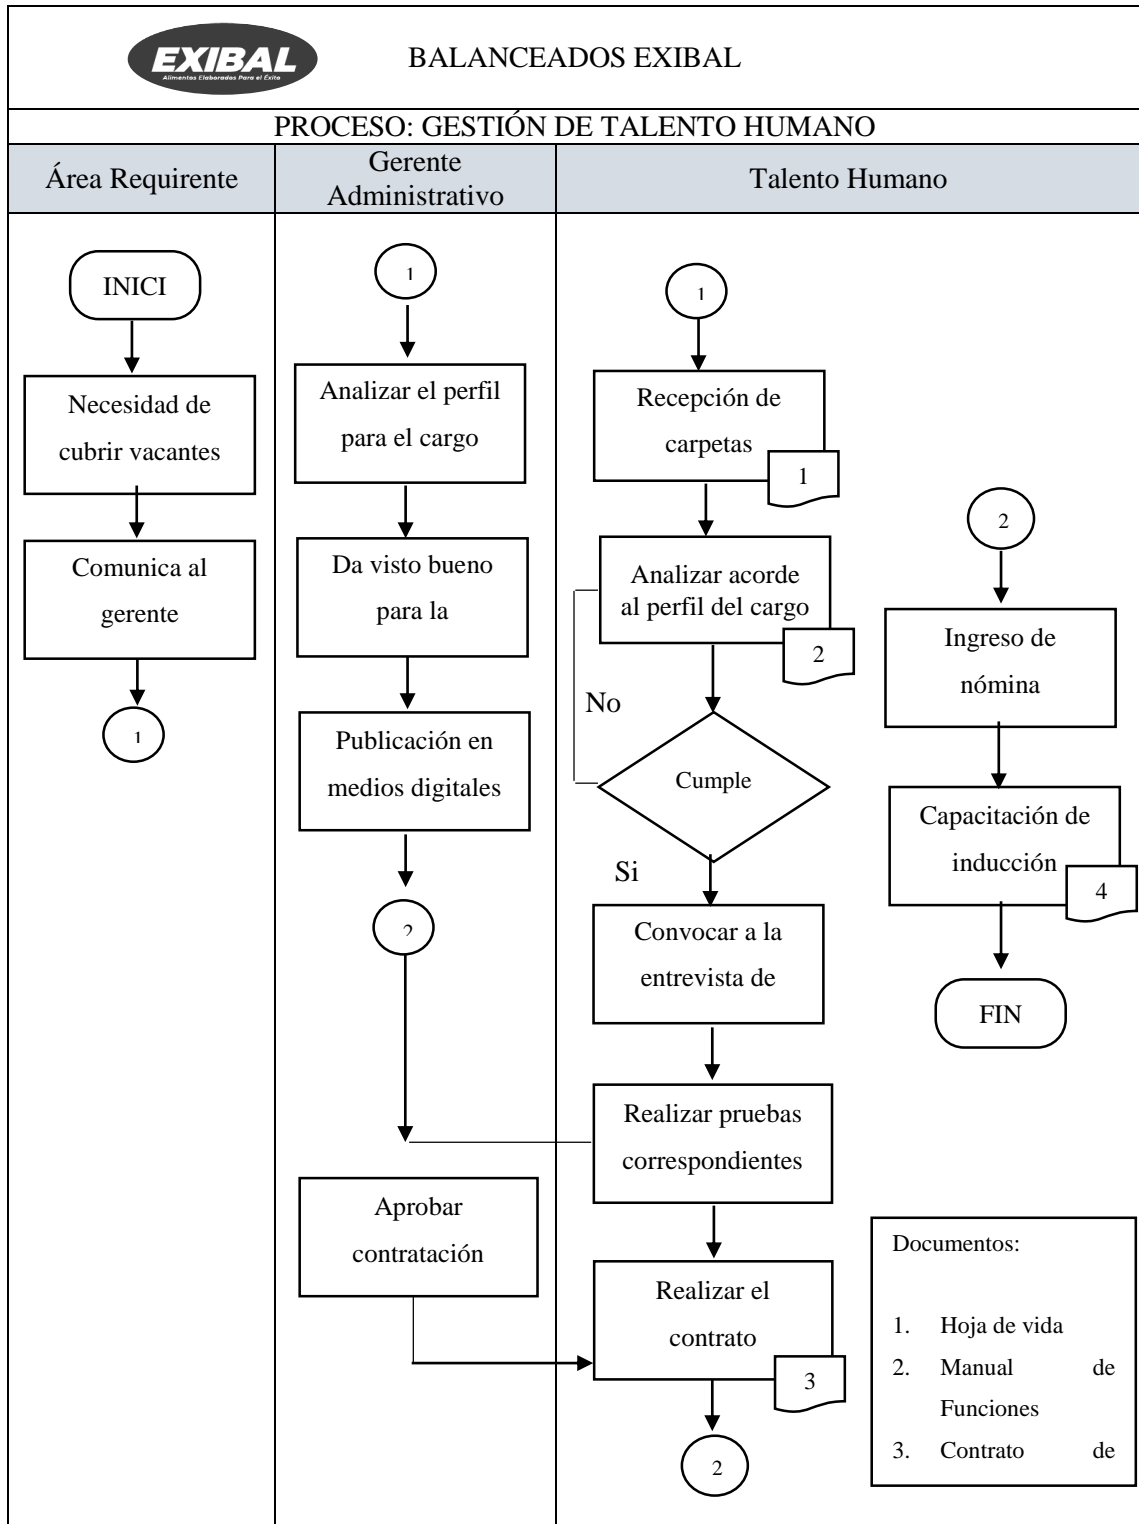 EXIBAL
Alimentos Elaborados Para el Éxito
BALANCEADOS EXIBAL
PROCESO: GESTIÓN DE TALENTO HUMANO
Área Requirente
Gerente
Administrativo
Talento Humano
INICI
Necesidad de
cubrir vacantes
Comunica al
gerente
1
1
Analizar el perfil
para el cargo
Da visto bueno
para la
Publicación en
medios digitales
2
Aprobar
contratación
1
Recepción de
carpetas
1
Analizar acorde
al perfil del cargo
2
No
Cumple
Si
Convocar a la
entrevista de
Realizar pruebas
correspondientes
Realizar el
contrato
3
2
2
Ingreso de
nómina
Capacitación de
inducción
4
FIN
Documentos:
1. Hoja de vida
2. Manual de
Funciones
3. Contrato de